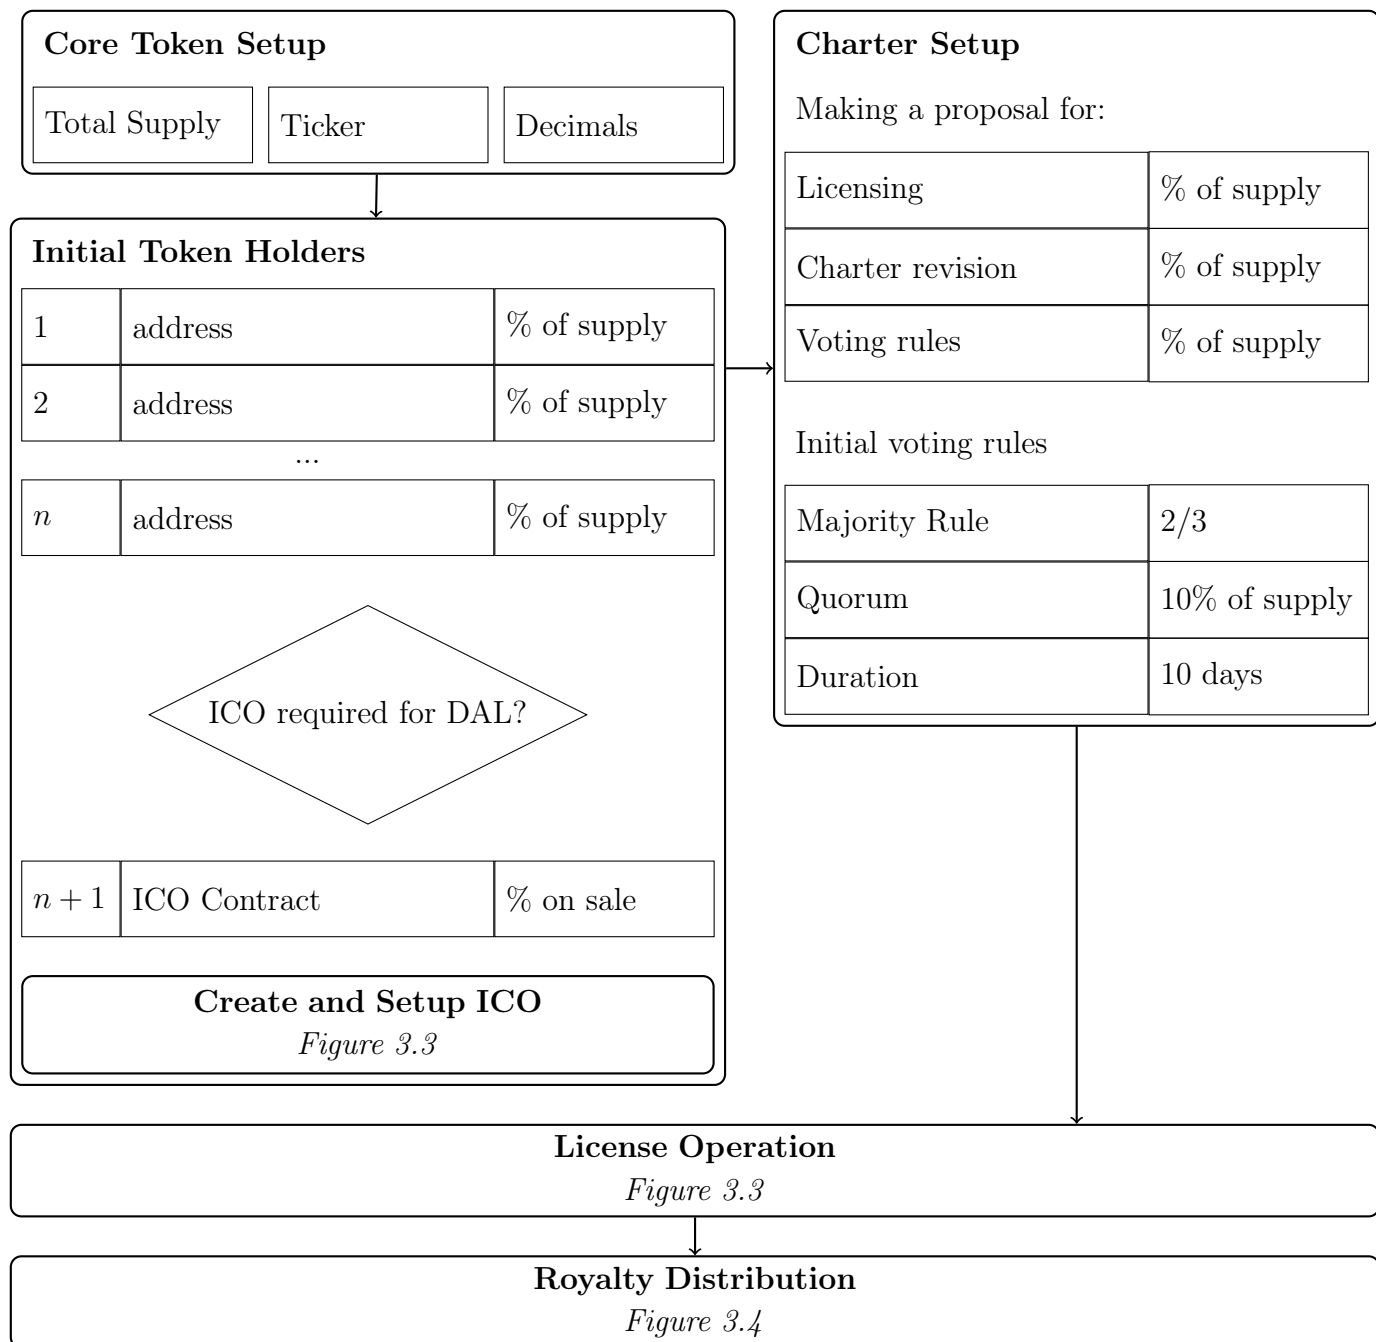 Core Token Setup
Total Supply
Ticker
Decimals
Initial Token Holders
1 address % of supply
2 address % of supply
...
n address % of supply
ICO required for DAL?
n + 1 ICO Contract % on sale
Create and Setup ICO
Figure 3.3
Charter Setup
Making a proposal for:
Licensing % of supply
Charter revision % of supply
Voting rules % of supply
Initial voting rules
Majority Rule 2/3
Quorum 10% of supply
Duration 10 days
License Operation
Figure 3.3
Royalty Distribution
Figure 3.4